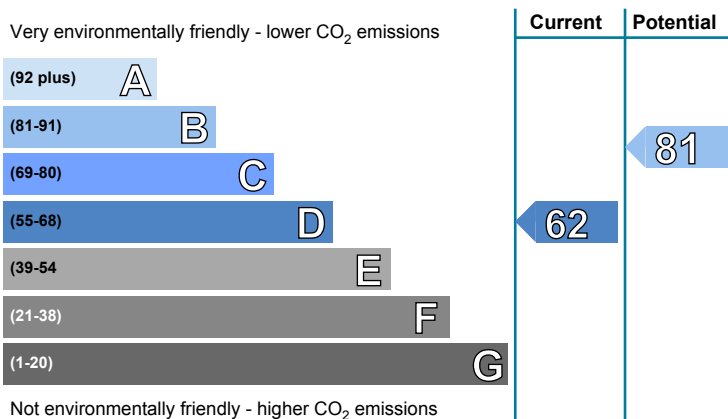 Current Potential
Very environmentally friendly - lower CO2 emissions
(92 plus) A
(81-91) B
(69-80) C
(55-68) D
(39-54 E
(21-38) F
(1-20) G
81
62
Not environmentally friendly - higher CO2 emissions